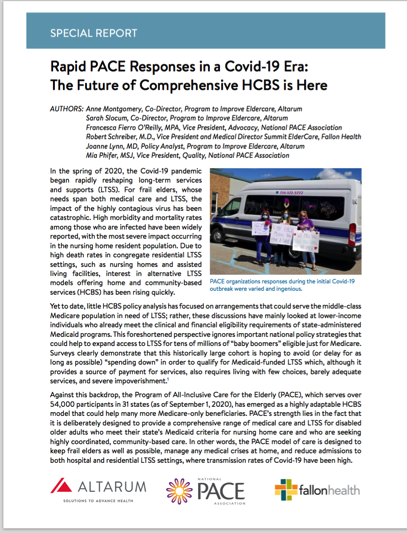 SPECIAL REPORT
Rapid PACE Responses in a Covid-19 Era:
The Future of Comprehensive HCBS is Here
AUTHORS: Anne Montgomery, Co-Director, Program to Improve Eldercare, Altarum
Sarah Slocum, Co-Director, Program to Improve Eldercare, Altarum
Francesca Fierro O'Reilly, MPA, Vice President, Advocacy, National PACE Association
Robert Schreiber, M.D., Vice President and Medical Director Summit ElderCare, Fallon Health
Joanne Lynn, MD, Policy Analyst, Program to Improve Eldercare, Altarum
Mia Phifer, MSJ, Vice President, Quality, National PACE Association
In the spring of 2020, the Covid-19 pandemic
began rapidly reshaping long-term services
and supports (LTSS). For frail elders, whose
needs span both medical care and LTSS, the
impact of the highly contagious virus has been
catastrophic. High morbidity and mortality rates
among those who are infected have been widely
reported, with the most severe impact occurring
in the nursing home resident population. Due to
high death rates in congregate residential LTSS
settings, such as nursing homes and assisted
living facilities, interest in alternative LTSS
models offering home and community-based
services (HCBS) has been rising quickly.
PACE organizations responses during the initial Covid-19
outbreak were varied and ingenious.
Yet to date, little HCBS policy analysis has focused on arrangements that could serve the middle-class
Medicare population in need of LTSS; rather, these discussions have mainly looked at lower-income
individuals who already meet the clinical and financial eligibility requirements of state-administered
Medicaid programs. This foreshortened perspective ignores important national policy strategies that
could help to expand access to LTSS for tens of millions of "baby boomers" eligible just for Medicare.
Surveys clearly demonstrate that this historically large cohort is hoping to avoid (or delay for as
long as possible) "spending down" in order to qualify for Medicaid-funded LTSS which, although it
provides a source of payment for services, also requires living with few choices, barely adequate
services, and severe impoverishment.1
Against this backdrop, the Program of All-Inclusive Care for the Elderly (PACE), which serves over
54,000 participants in 31 states (as of September 1, 2020), has emerged as a highly adaptable HCBS
model that could help many more Medicare-only beneficiaries. PACE's strength lies in the fact that
it is deliberately designed to provide a comprehensive range of medical care and LTSS for disabled
older adults who meet their state's Medicaid criteria for nursing home care and who are seeking
highly coordinated, community-based care. In other words, the PACE model of care is designed to
keep frail elders as well as possible, manage any medical crises at home, and reduce admissions to
both hospital and residential LTSS settings, where transmission rates of Covid-19 have been high.
ALTARUM
SOLUTIONS TO ADVANCE HEALTH
NATIONAL
PACE
ASSOCIATION
fallonhealth